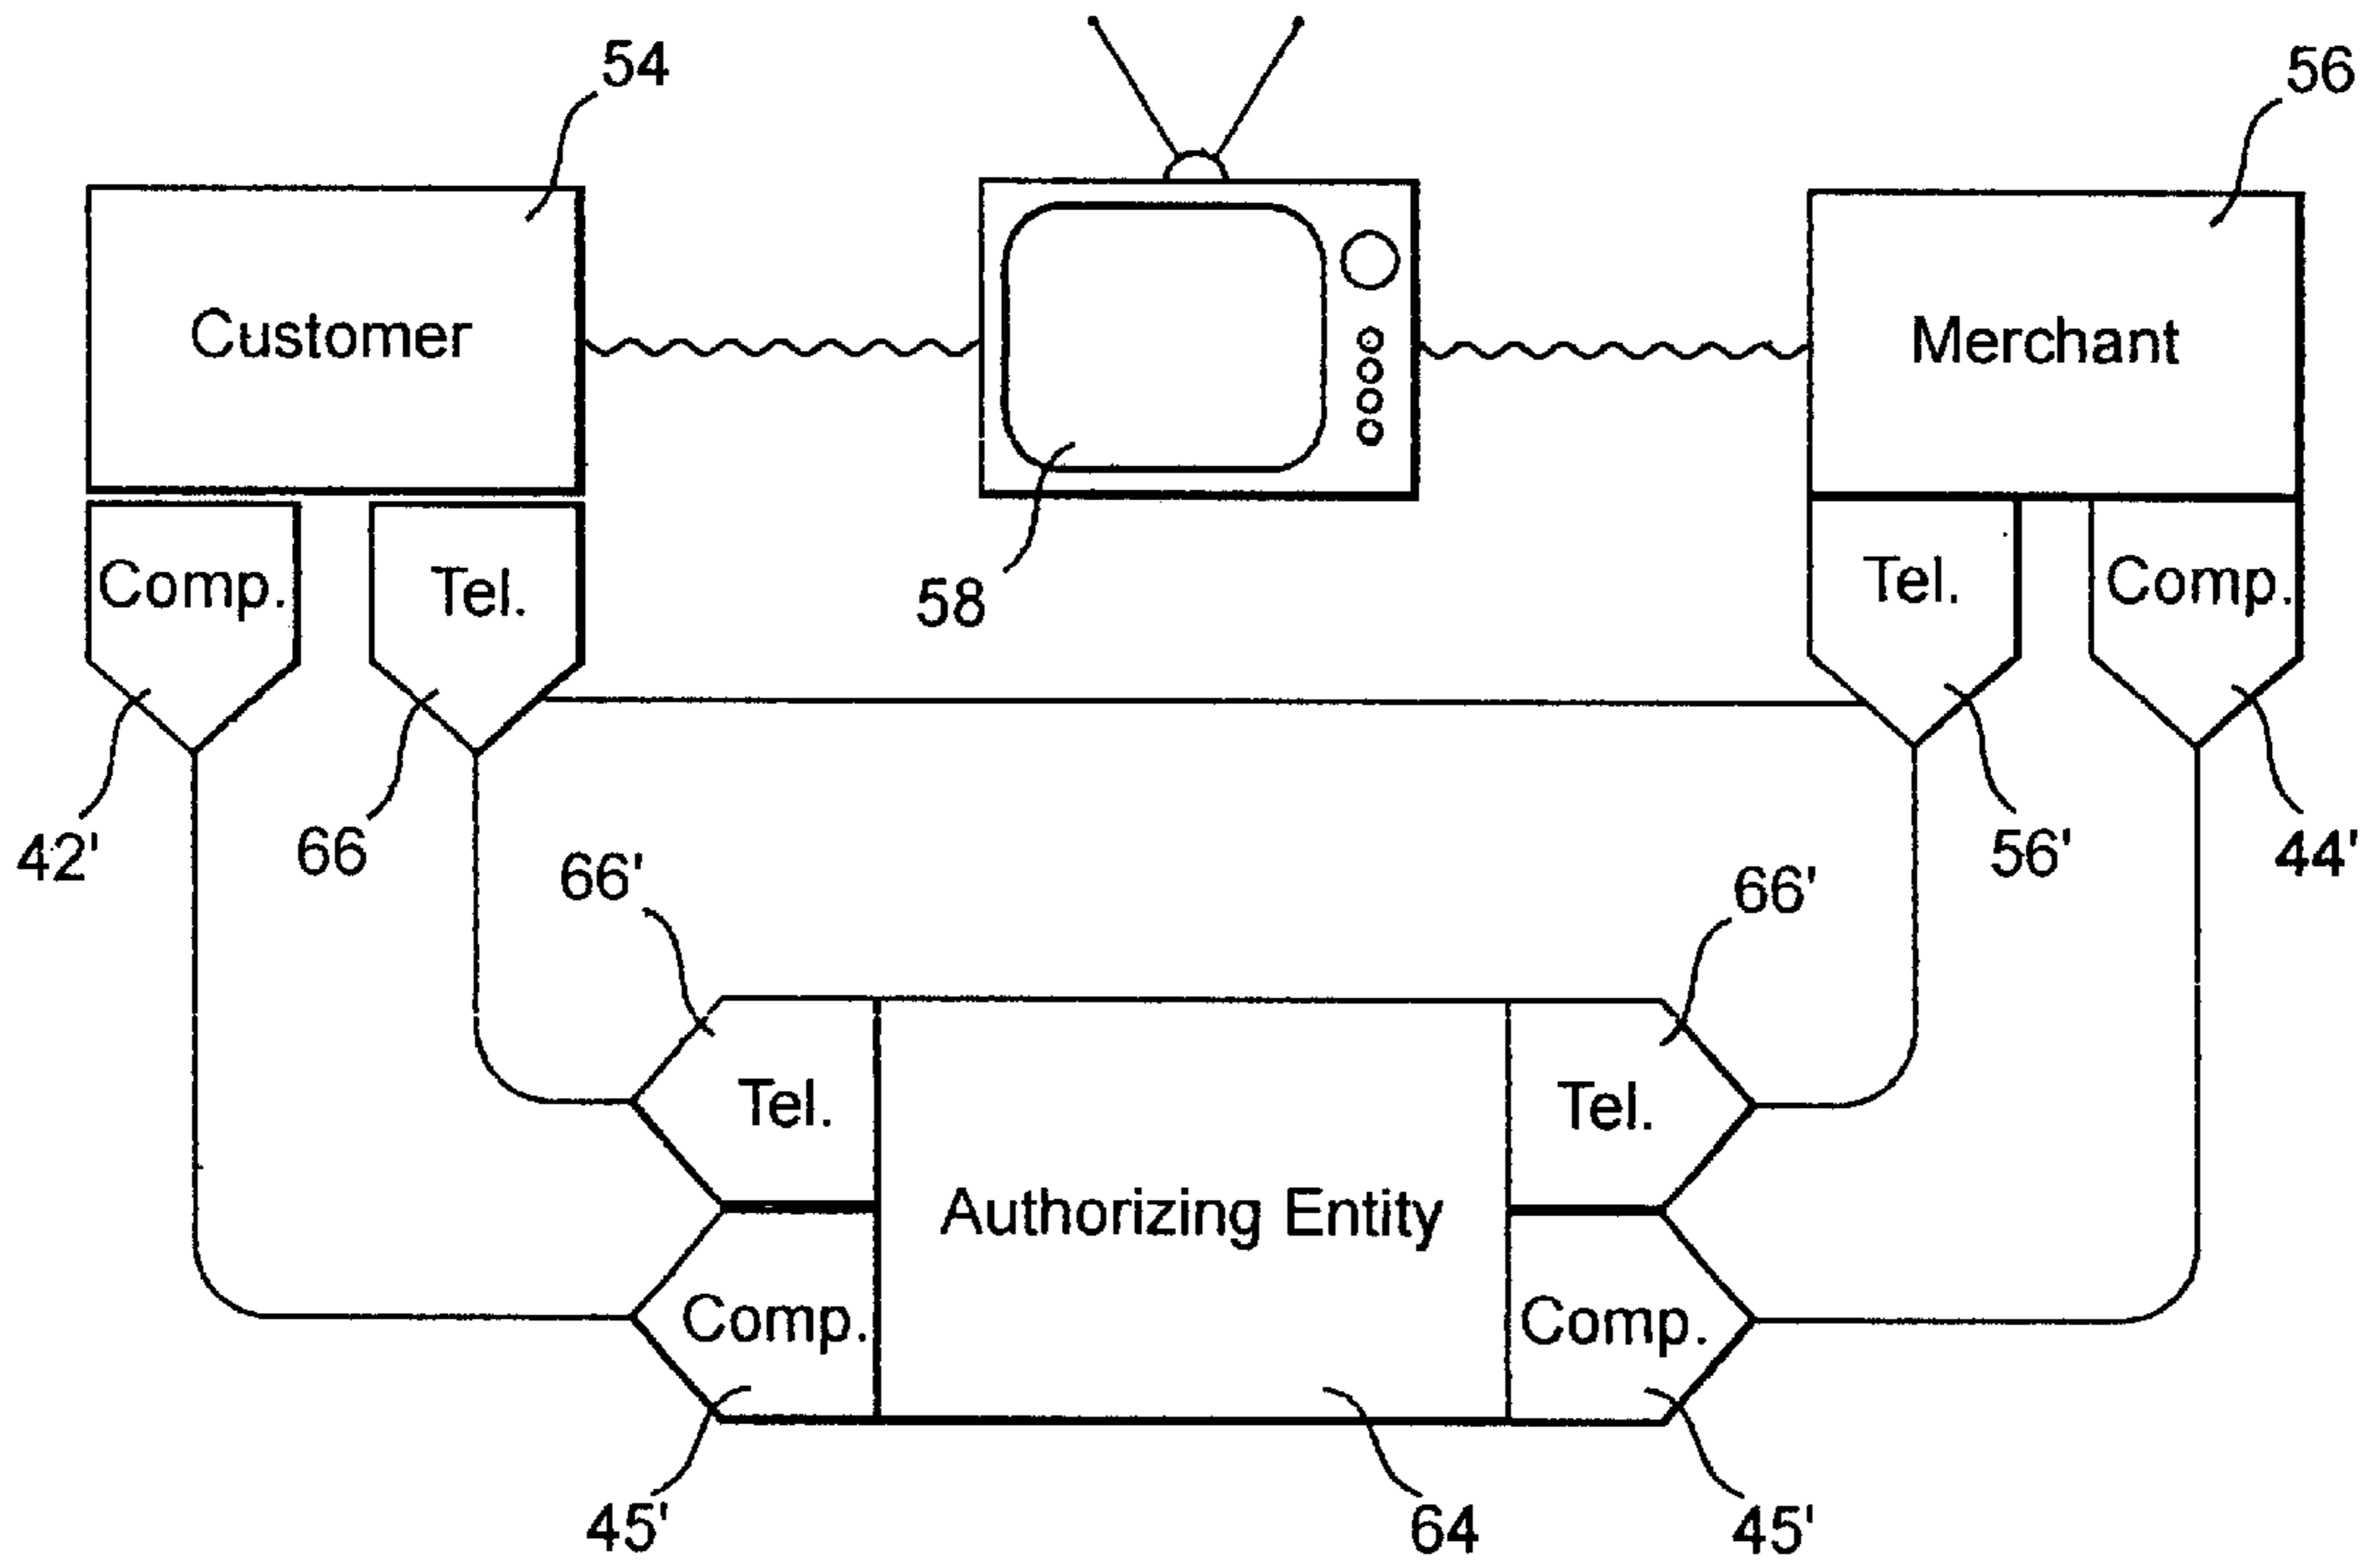 54
56
Customer
Merchant
Comp.
Tel.
58
Tel.
Comp.
42'
66
66'
66'
56'
44'
Tel.
Tel.
Authorizing Entity
Comp.
Comp.
45'
64
45'